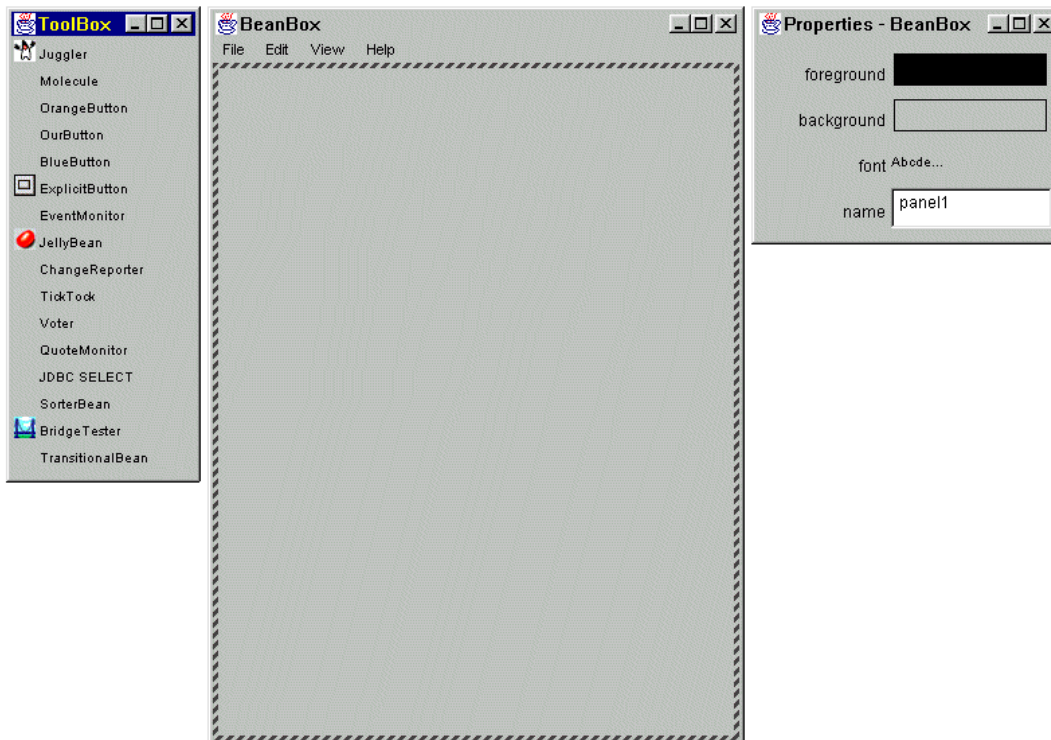 ToolBox
Juggler
Molecule
OrangeButton
OurButton
BlueButton
ExplicitButton
EventMonitor
JellyBean
ChangeReporter
TickTock
Voter
QuoteMonitor
JDBC SELECT
SorterBean
BridgeTester
TransitionalBean
BeanBox
File Edit View Help
Properties - BeanBox
foreground
background
font Abcde...
name panel1